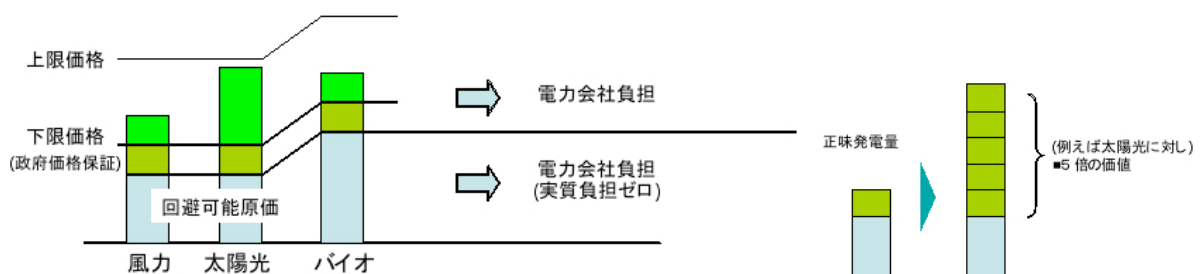 上限価格
下限価格
(政府価格保証)
回避可能原価
風力
太陽光
バイオ
電力会社負担
電力会社負担
(実質負担ゼロ)
正味発電量
(例えば太陽光に対し)
■5 倍の価値